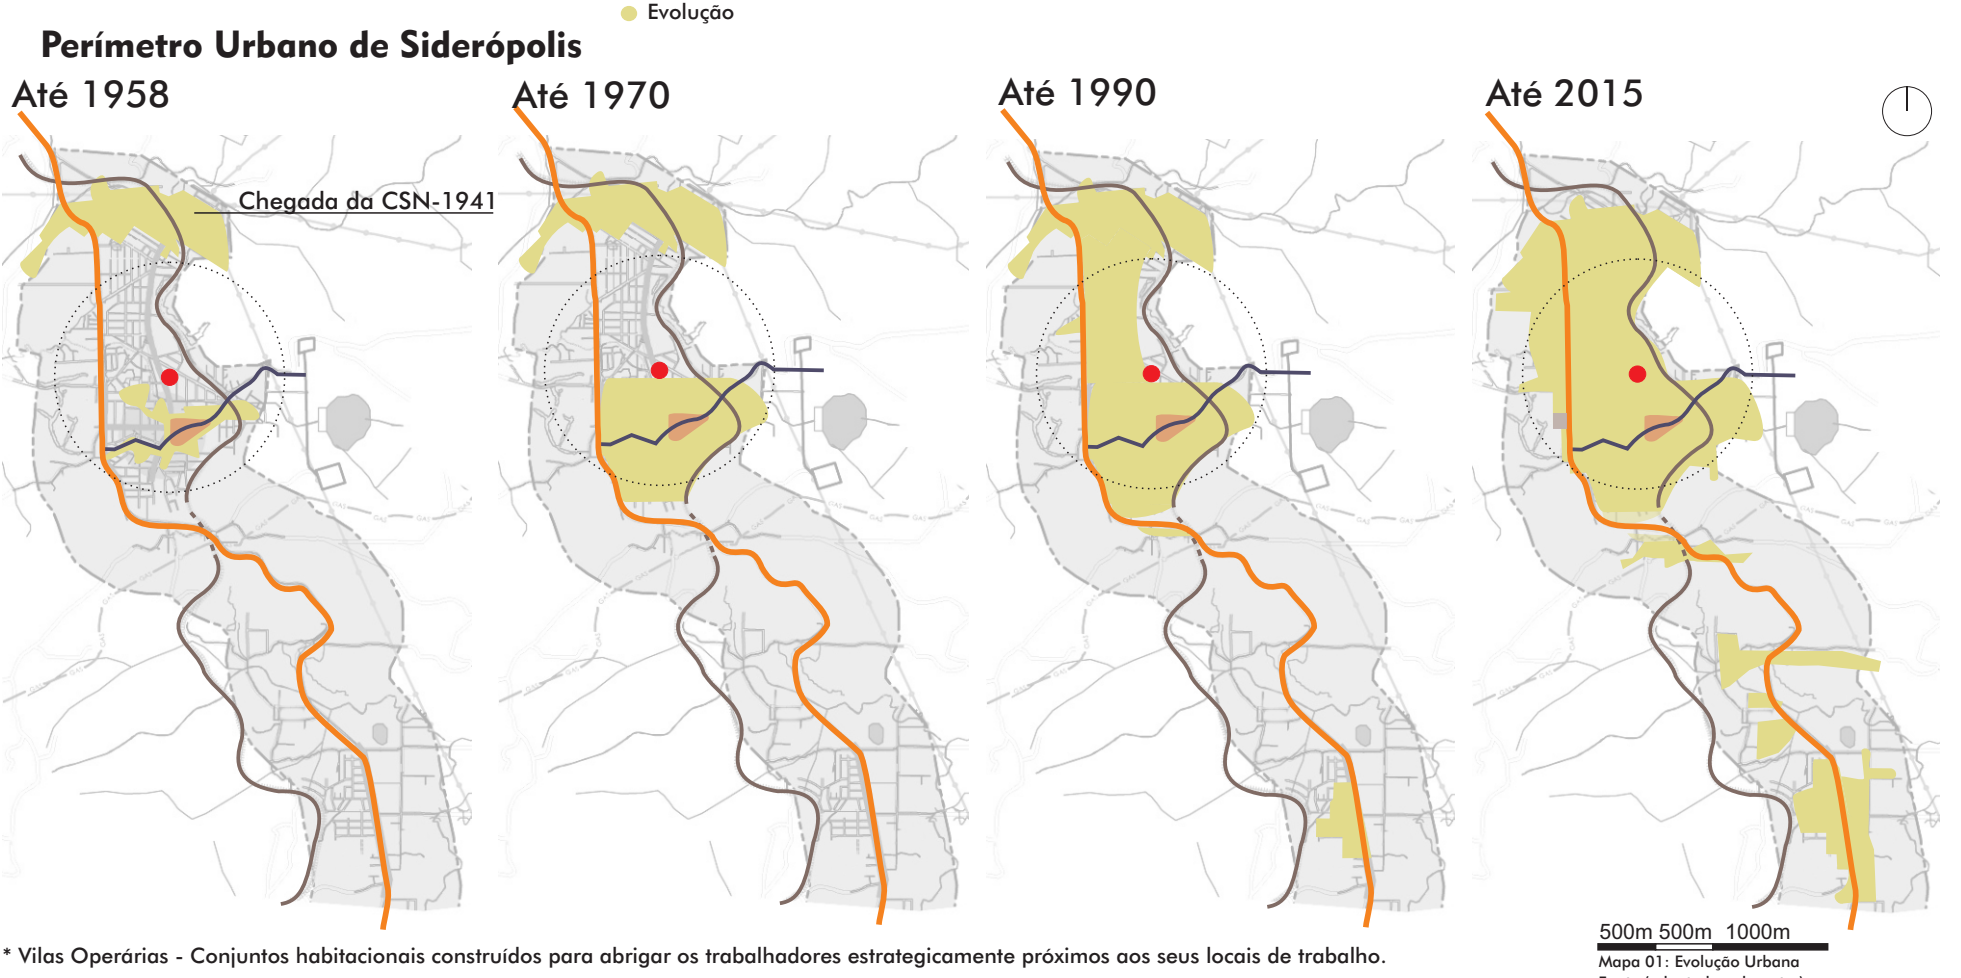 Evolução
Perímetro Urbano de Siderópolis
Até 1958
Até 1970
Até 1990
Até 2015
Chegada da CSN-1941
500m 500m 1000m
* Vilas Operárias - Conjuntos habitacionais construídos para abrigar os trabalhadores estrategicamente próximos aos seus locais de trabalho.
Mapa 01: Evolução Urbana